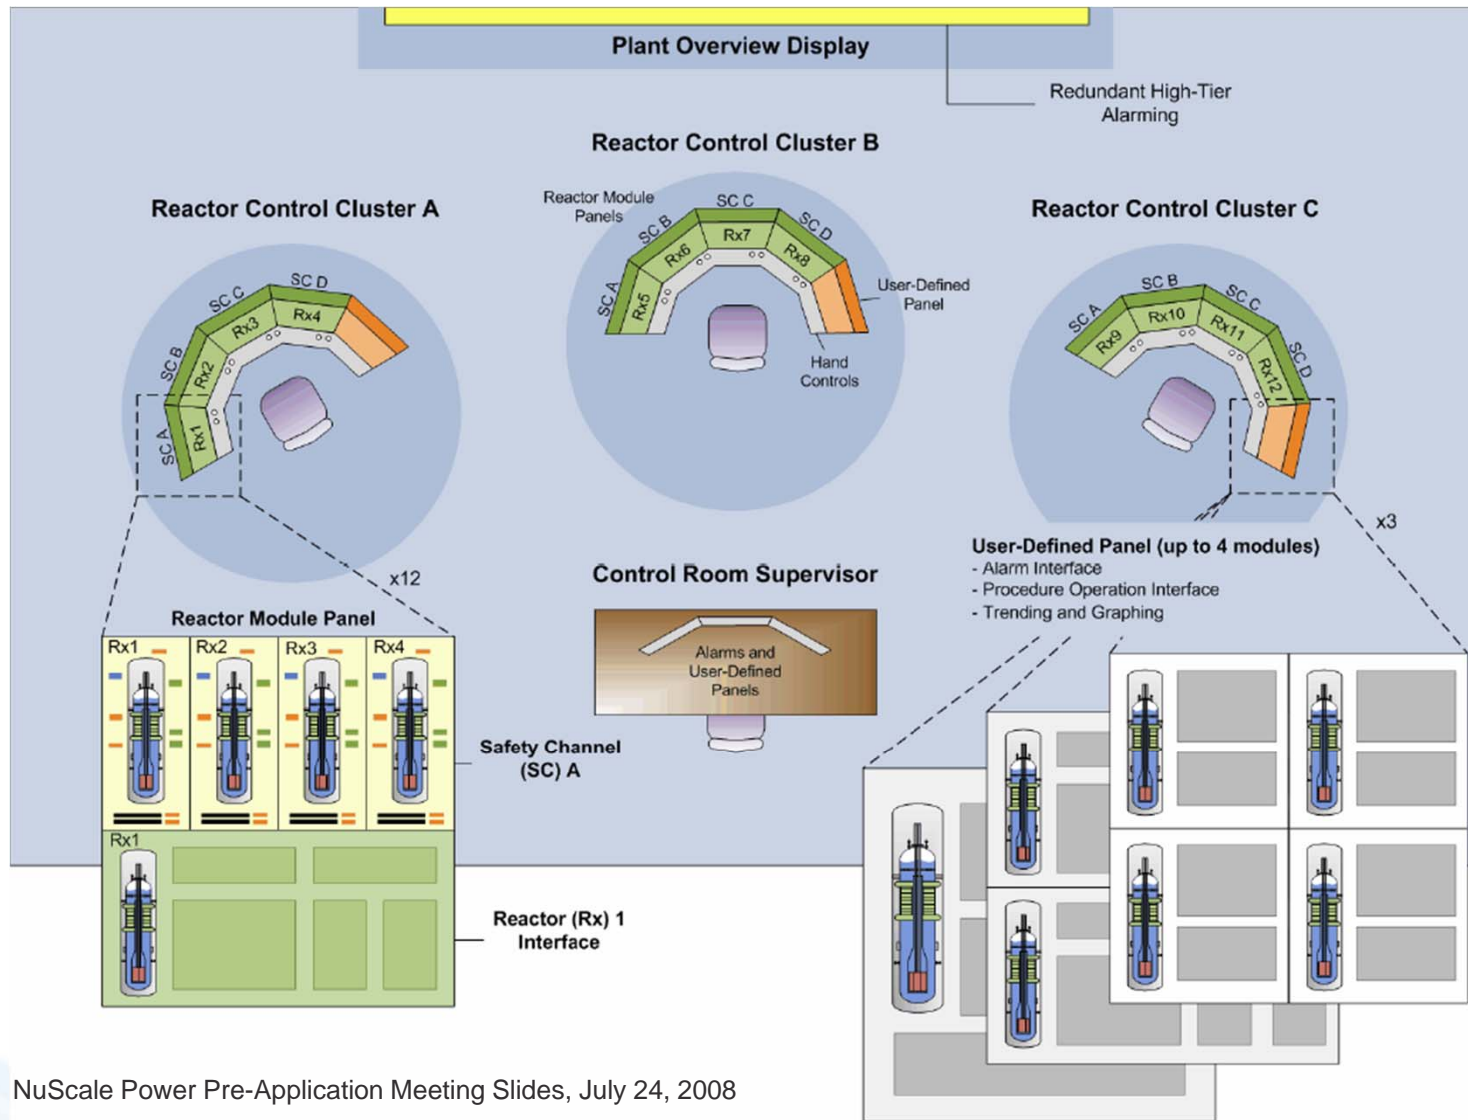 Plant Overview Display
Redundant High-Tier
Alarming
Reactor Control Cluster B
Reactor Control Cluster A
Reactor Control Cluster C
Reactor Module
Panels
SC A
SC B
SC C
SC D
Rx1
Rx2
Rx3
Rx4
SC A
SC B
SC C
SC D
Rx5
Rx6
Rx7
Rx8
User-Defined
Panel
Hand
Controls
SC A
SC B
SC C
SC D
Rx9
Rx10
Rx11
Rx12
x12
x3
User-Defined Panel (up to 4 modules)
- Alarm Interface
- Procedure Operation Interface
- Trending and Graphing
Control Room Supervisor
Alarms and
User-Defined
Panels
Reactor Module Panel
Rx1
Rx2
Rx3
Rx4
Safety Channel
(SC) A
Rx1
Reactor (Rx) 1
Interface
NuScale Power Pre-Application Meeting Slides, July 24, 2008